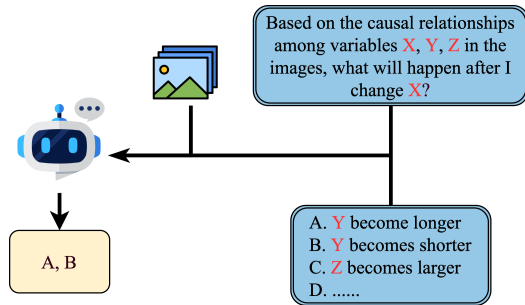 Based on the causal relationships
among variables X, Y, Z in the
images, what will happen after I
change X?
A. Y become longer
B. Y becomes shorter
C. Z becomes larger
D. ......
A, B